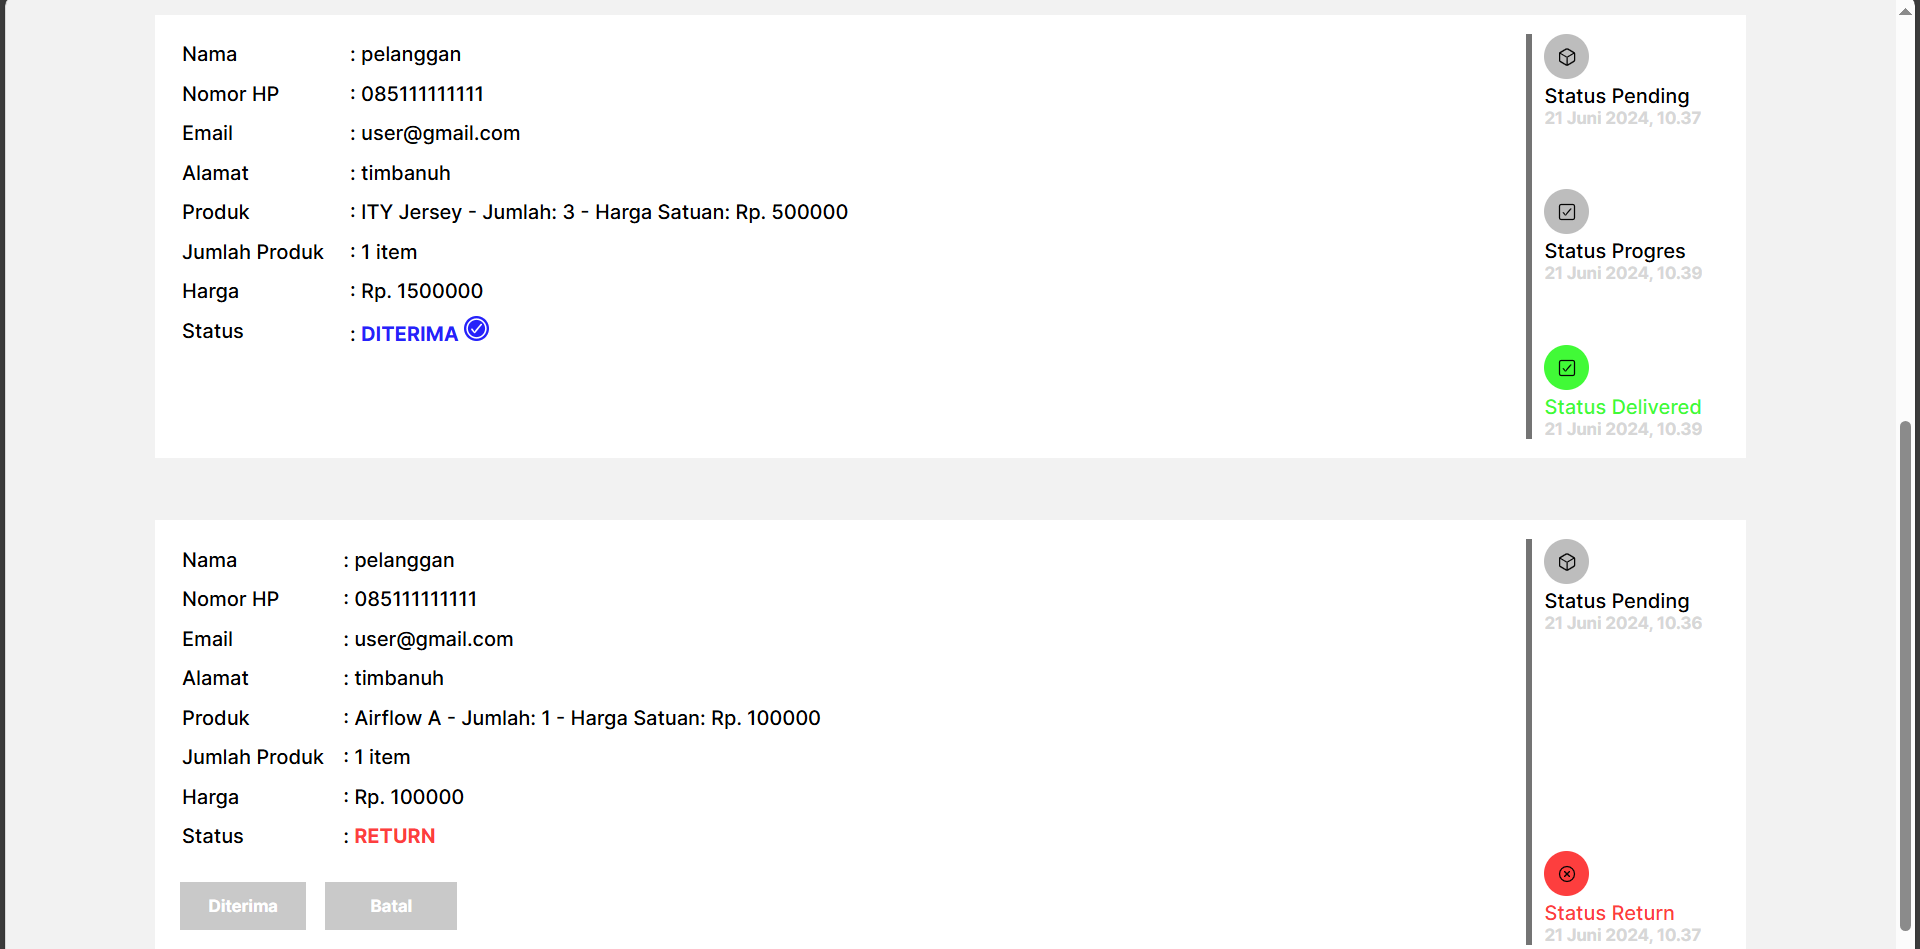 Nama : pelanggan
Nomor HP : 085111111111
Email : user@gmail.com
Alamat : timbanuh
Produk : ITY Jersey - Jumlah: 3 - Harga Satuan: Rp. 500000
Jumlah Produk : 1 item
Harga : Rp. 1500000
Status : DITERIMA
Status Pending
21 Juni 2024, 10.37
Status Progres
21 Juni 2024, 10.39
Status Delivered
21 Juni 2024, 10.39
Nama : pelanggan
Nomor HP : 085111111111
Email : user@gmail.com
Alamat : timbanuh
Produk : Airflow A - Jumlah: 1 - Harga Satuan: Rp. 100000
Jumlah Produk : 1 item
Harga : Rp. 100000
Status : RETURN
Diterima
Batal
Status Pending
21 Juni 2024, 10.36
Status Return
21 Juni 2024, 10.37